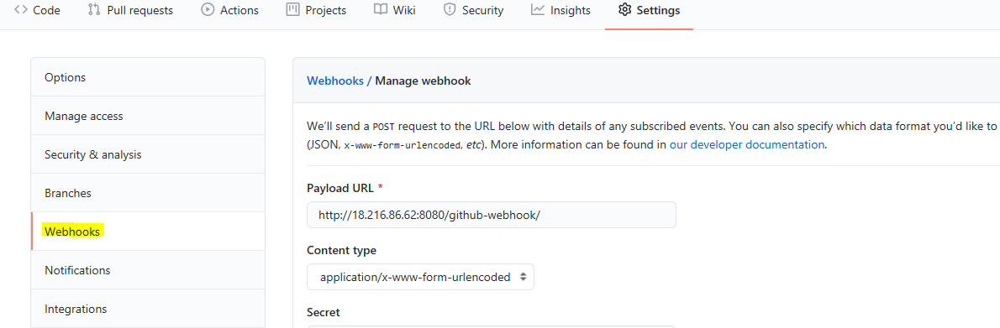 Code Pull requests Actions Projects Wiki Security Insights Settings
Options
Manage access
Security & analysis
Branches
Webhooks
Notifications
Integrations
Webhooks / Manage webhook
We'll send a POST request to the URL below with details of any subscribed events. You can also specify which data format you'd like to
(JSON, x-www-form-urlencoded, etc). More information can be found in our developer documentation.
Payload URL *
http://18.216.86.62:8080/github-webhook/
Content type
application/x-www-form-urlencoded
Secret